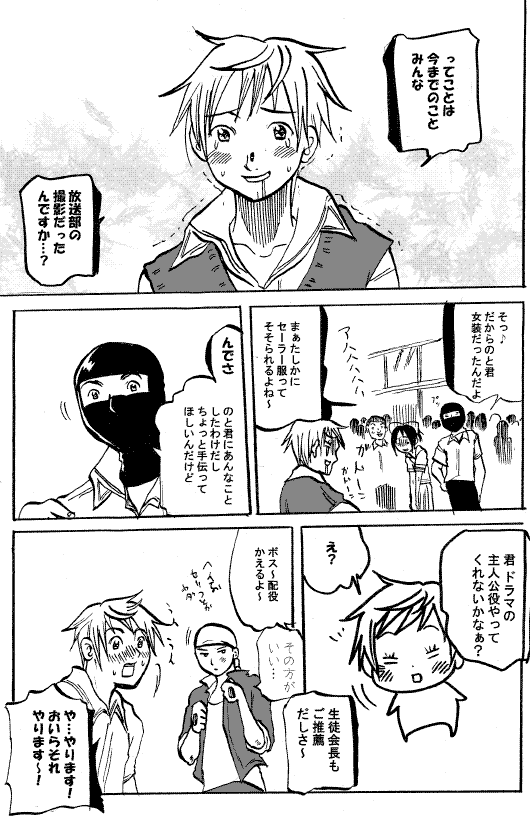 ってことは
今までのこと
みんな
放送部の
撮影だった
んですか…?
そっ♪
だからのと君
女装だったんだよ
アハハハハハ
まぁたしかに
セーラー服って
そそられるよね~
がんーこ
がんーこ
んでさ
のと君にあんなこと
したわけだし
ちょっと手伝って
ほしいんだけど
君 ドラマの
主人公役やって
くれないかなぁ?
え?
ボス~配役
かえるよ~
その方が
いい…
生徒会長も
ご推薦
だしさ~
や…やります!
おいらそれ
やります~!